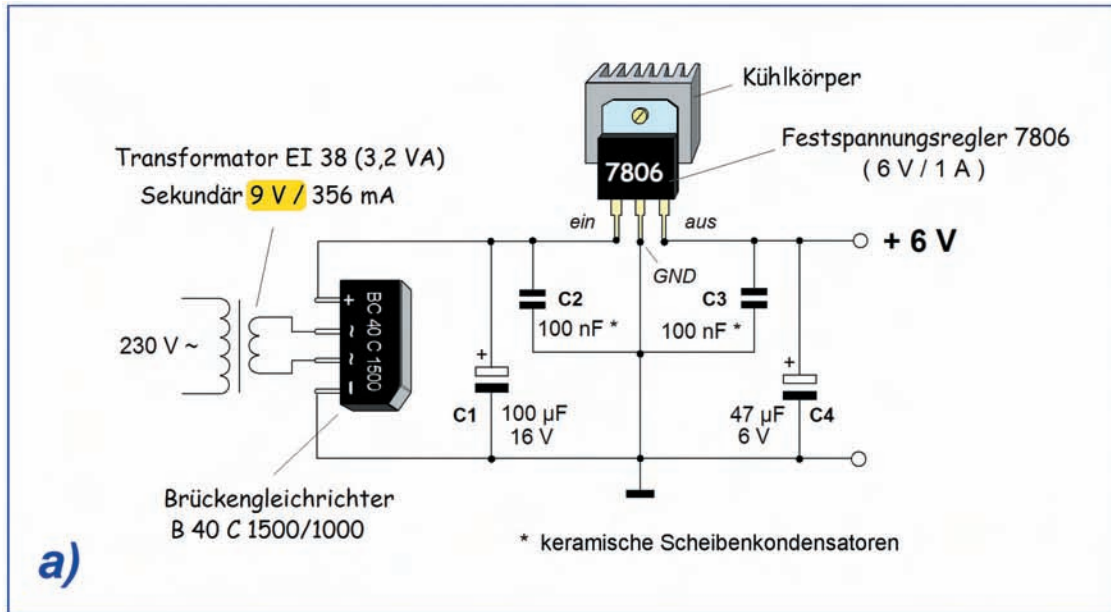 Kühlkörper
Transformator EI 38 (3,2 VA)
Sekundär 9 V / 356 mA
Festspannungsregler 7806
( 6 V / 1 A )
7806
ein
aus
GND
+ 6 V
230 V ~
+
~
~
–
BC 40 C 1500
C2
100 nF *
C3
100 nF *
+
C1
100 µF
16 V
+
47 µF
6 V
C4
Brückengleichrichter
B 40 C 1500/1000
* keramische Scheibenkondensatoren
a)